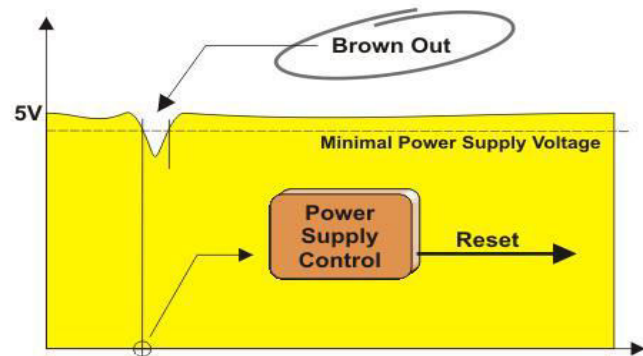 Brown Out
5V
Minimal Power Supply Voltage
Power
Supply
Control
Reset